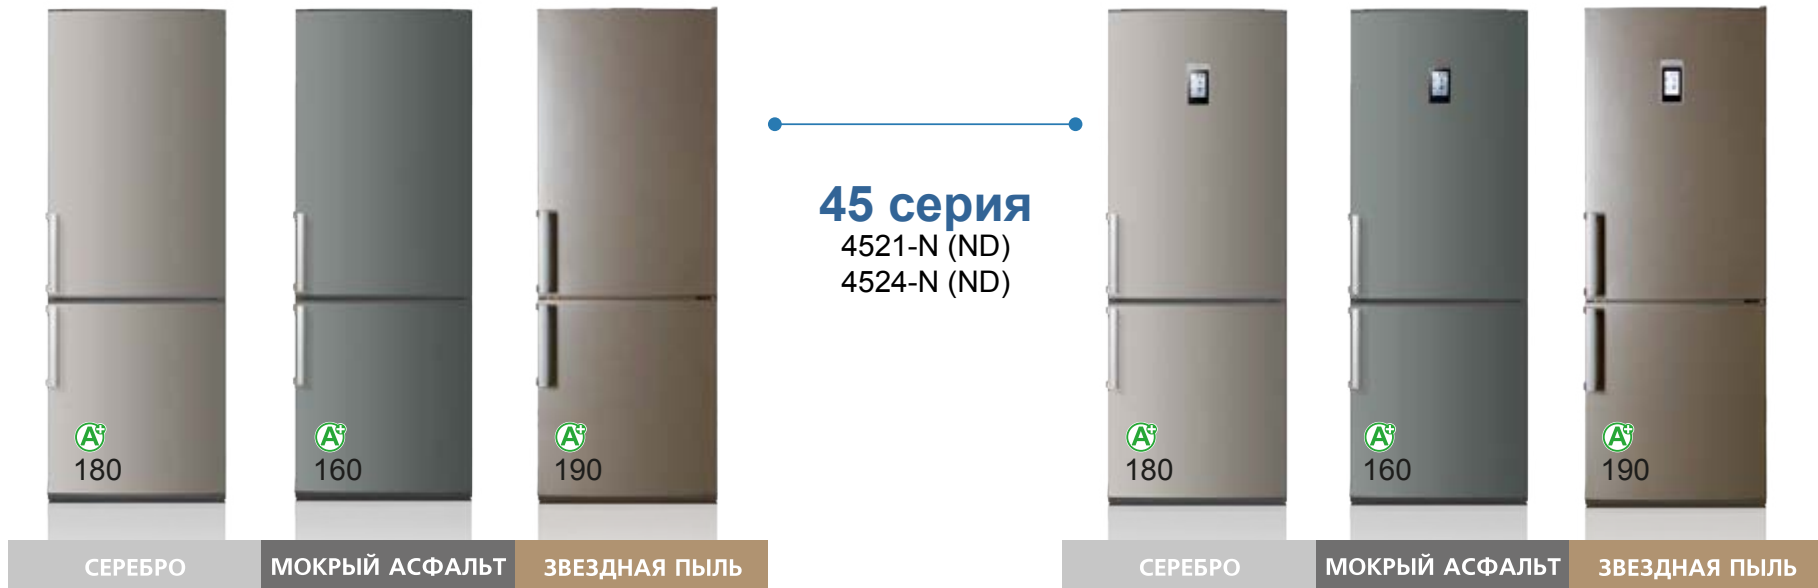 45 серия
4521-N (ND)
4524-N (ND)
A+
180
A+
160
A+
190
A+
180
A+
160
A+
190
СЕРЕБРО
МОКРЫЙ АСФАЛЬТ
ЗВЕЗДНАЯ ПЫЛЬ
СЕРЕБРО
МОКРЫЙ АСФАЛЬТ
ЗВЕЗДНАЯ ПЫЛЬ